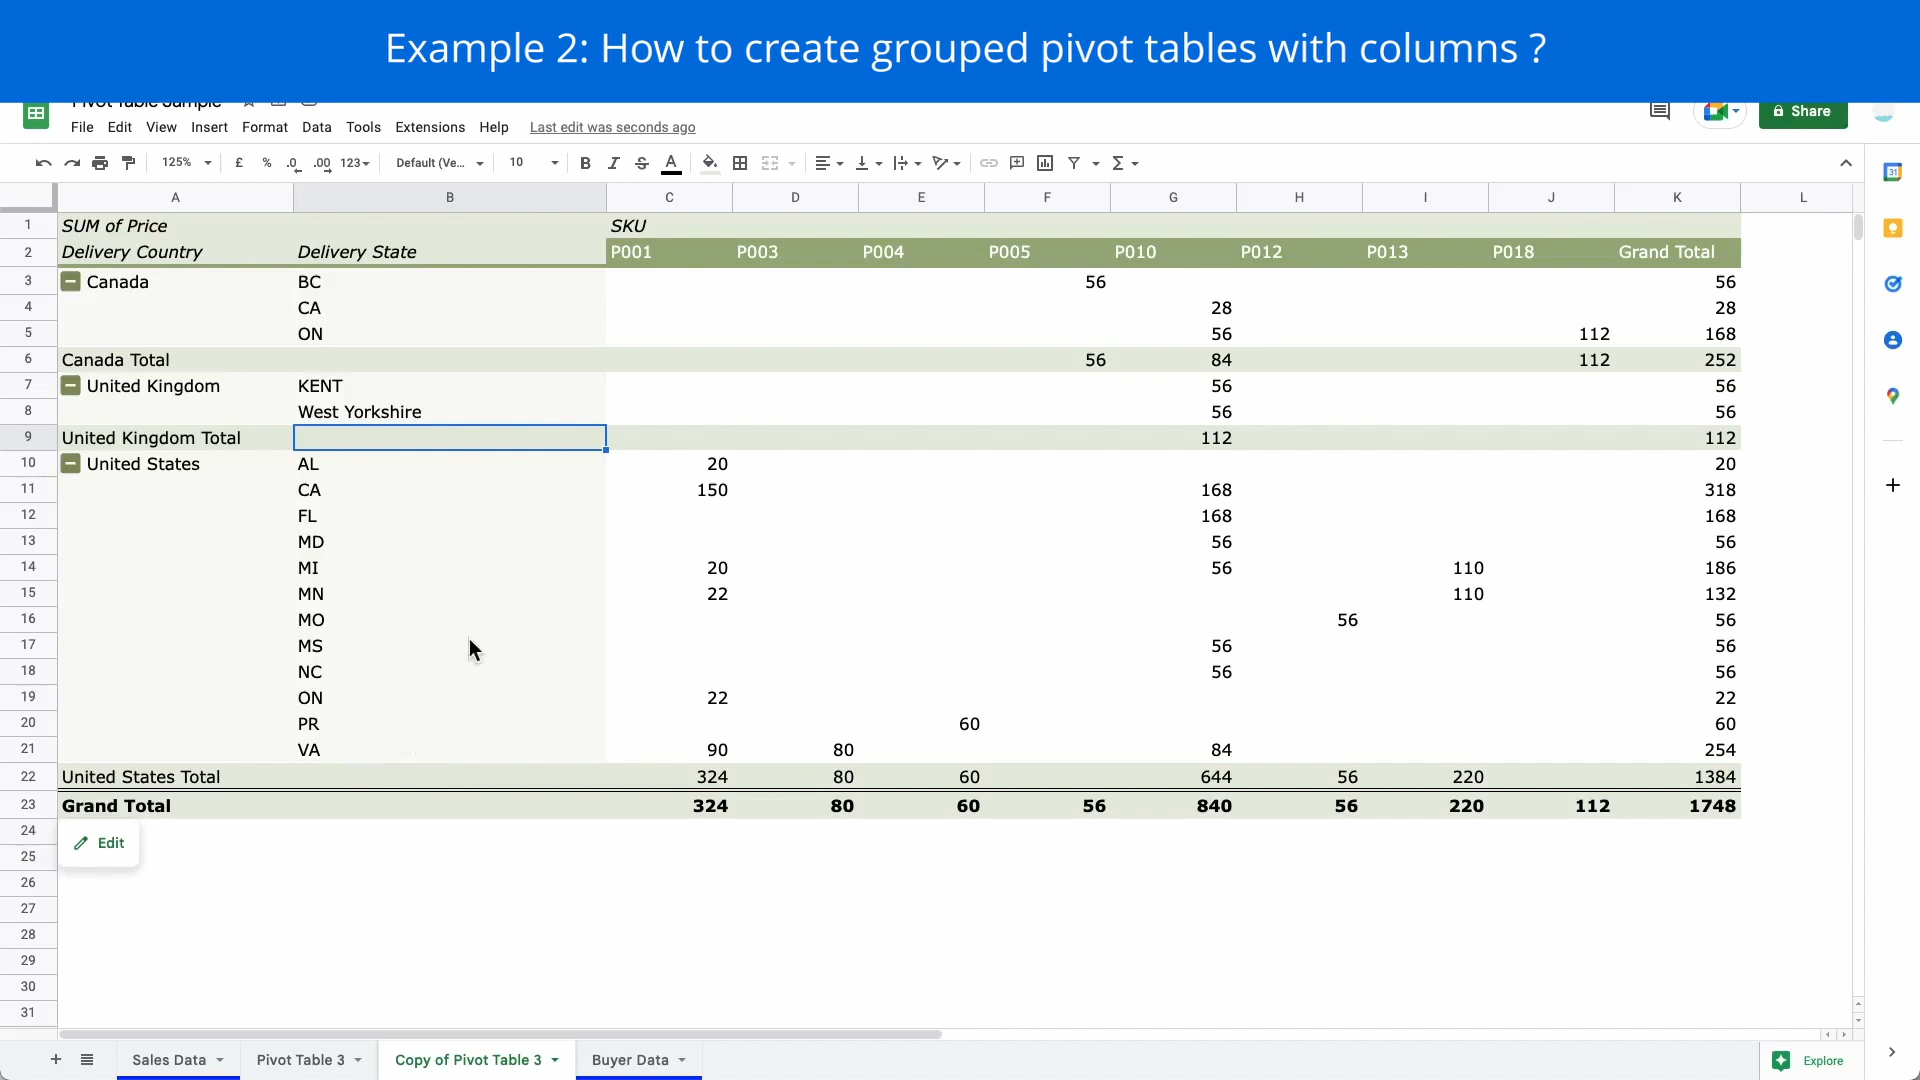 Example 2: How to create grouped pivot tables with columns ?
Pivot Table Sample
File Edit View Insert Format Data Tools Extensions Help Last edit was seconds ago
Share
125% £ % .0 .00 123 Default (Ve... 10 B I S A Σ
31
A B C D E F G H I J K L
1 SUM of Price SKU
2 Delivery Country Delivery State P001 P003 P004 P005 P010 P012 P013 P018 Grand Total
3 Canada BC 56 56
4 CA 28 28
5 ON 56 112 168
6 Canada Total 56 84 112 252
7 United Kingdom KENT 56 56
8 West Yorkshire 56 56
9 United Kingdom Total 112 112
10 United States AL 20 20
11 CA 150 168 318
12 FL 168 168
13 MD 56 56
14 MI 20 56 110 186
15 MN 22 110 132
16 MO 56 56
17 MS 56 56
18 NC 56 56
19 ON 22 22
20 PR 60 60
21 VA 90 80 84 254
22 United States Total 324 80 60 644 56 220 1384
23 Grand Total 324 80 60 56 840 56 220 112 1748
24
Edit
25
26
27
28
29
30
31
Sales Data Pivot Table 3 Copy of Pivot Table 3 Buyer Data Explore